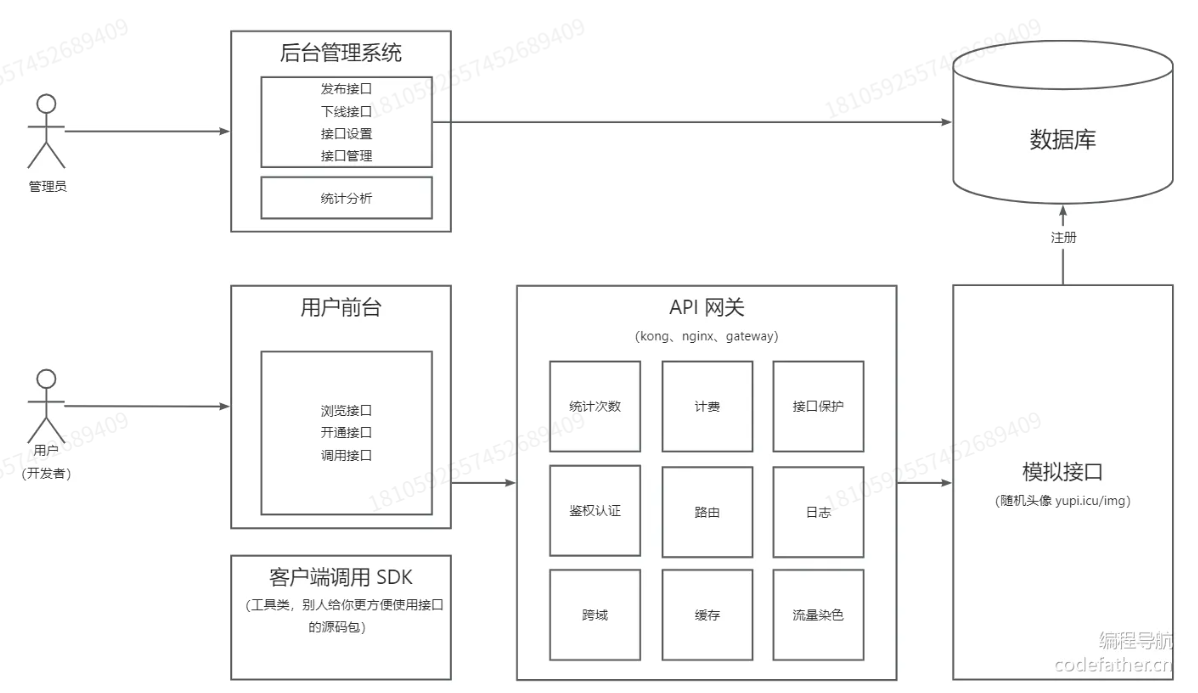 后台管理系统
发布接口
下线接口
接口设置
接口管理
统计分析
管理员
数据库
注册
用户前台
浏览接口
开通接口
调用接口
用户
(开发者)
客户端调用 SDK
(工具类，别人给你更方便使用接口
的源码包)
API 网关
(kong、nginx、gateway)
统计次数
计费
接口保护
鉴权认证
路由
日志
跨域
缓存
流量染色
模拟接口
(随机头像 yupi.icu/img)
编程导航
codefather.cn
557452689409
1810592557452689409
1810592557452689409
557452689409
1810592557452689409
1810592557452689409